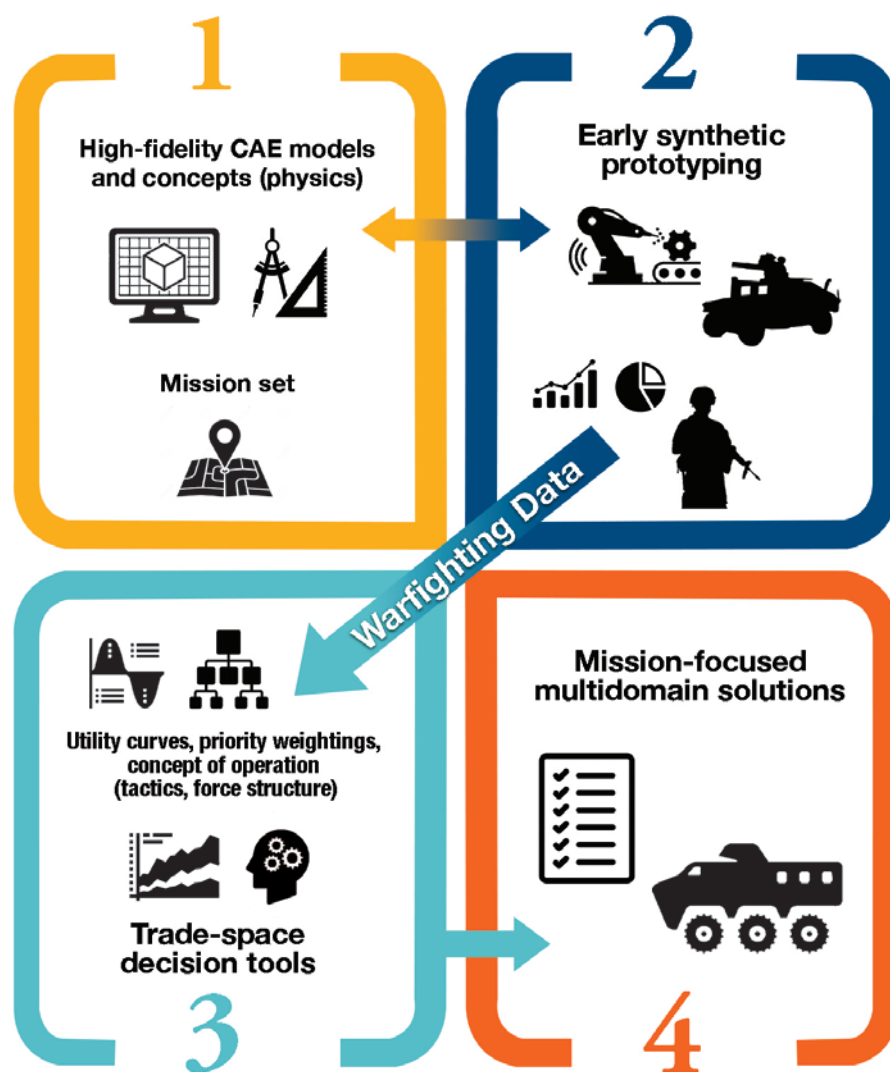 1
High-fidelity CAE models
and concepts (physics)
Mission set
2
Early synthetic
prototyping
Warfighting Data
Utility curves, priority weightings,
concept of operation
(tactics, force structure)
Trade-space
decision tools
3
Mission-focused
multidomain solutions
4